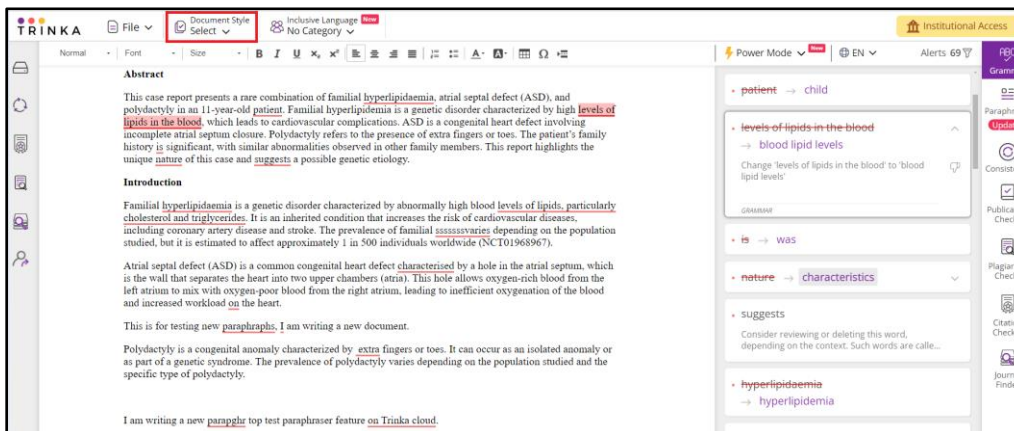 TRINKA
File
Document Style
Select
Inclusive Language New
No Category
Institutional Access
Normal
Font
Size
B I U x₂ x² A A Ω
Power Mode New
EN
Alerts 69
Abstract
This case report presents a rare combination of familial hyperlipidaemia, atrial septal defect (ASD), and
polydactyly in an 11-year-old patient. Familial hyperlipidemia is a genetic disorder characterized by high levels of
lipids in the blood, which leads to cardiovascular complications. ASD is a congenital heart defect involving
incomplete atrial septum closure. Polydactyly refers to the presence of extra fingers or toes. The patient's family
history is significant, with similar abnormalities observed in other family members. This report highlights the
unique nature of this case and suggests a possible genetic etiology.
Introduction
Familial hyperlipidaemia is a genetic disorder characterized by abnormally high blood levels of lipids, particularly
cholesterol and triglycerides. It is an inherited condition that increases the risk of cardiovascular diseases,
including coronary artery disease and stroke. The prevalence of familial sssssssvaries depending on the population
studied, but it is estimated to affect approximately 1 in 500 individuals worldwide (NCT01968967).
Atrial septal defect (ASD) is a common congenital heart defect characterised by a hole in the atrial septum, which
is the wall that separates the heart into two upper chambers (atria). This hole allows oxygen-rich blood from the
left atrium to mix with oxygen-poor blood from the right atrium, leading to inefficient oxygenation of the blood
and increased workload on the heart.
This is for testing new paraphraphs, I am writing a new document.
Polydactyly is a congenital anomaly characterized by extra fingers or toes. It can occur as an isolated anomaly or
as part of a genetic syndrome. The prevalence of polydactyly varies depending on the population studied and the
specific type of polydactyly.
I am writing a new parapghr top test paraphraser feature on Trinka cloud.
patient → child
levels of lipids in the blood
→ blood lipid levels
Change 'levels of lipids in the blood' to 'blood
lipid levels'
GRAMMAR
is → was
nature → characteristics
suggests
Consider reviewing or deleting this word,
depending on the context. Such words are calle...
hyperlipidaemia
→ hyperlipidemia
Gramm
Paraphr
Updat
Consist
Publica
Chec
Plagiar
Chec
Citati
Check
Journ
Finde